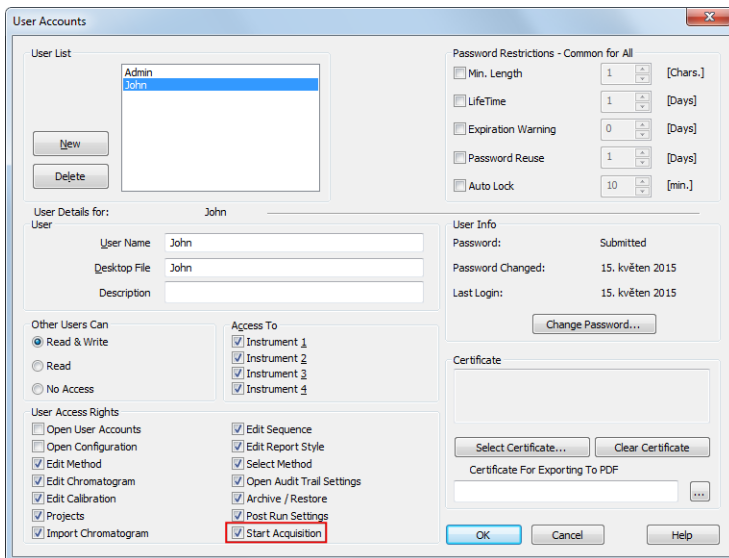 User Accounts
User List
Admin
John
New
Delete
Password Restrictions - Common for All
Min. Length 1 [Chars.]
LifeTime 1 [Days]
Expiration Warning 0 [Days]
Password Reuse 1 [Days]
Auto Lock 10 [min.]
User Details for: John
User
User Name John
Desktop File John
Description
User Info
Password: Submitted
Password Changed: 15. květen 2015
Last Login: 15. květen 2015
Change Password...
Other Users Can
Read & Write
Read
No Access
Access To
Instrument 1
Instrument 2
Instrument 3
Instrument 4
Certificate
Select Certificate... Clear Certificate
Certificate For Exporting To PDF
...
User Access Rights
Open User Accounts
Open Configuration
Edit Method
Edit Chromatogram
Edit Calibration
Projects
Import Chromatogram
Edit Sequence
Edit Report Style
Select Method
Open Audit Trail Settings
Archive / Restore
Post Run Settings
Start Acquisition
OK Cancel Help